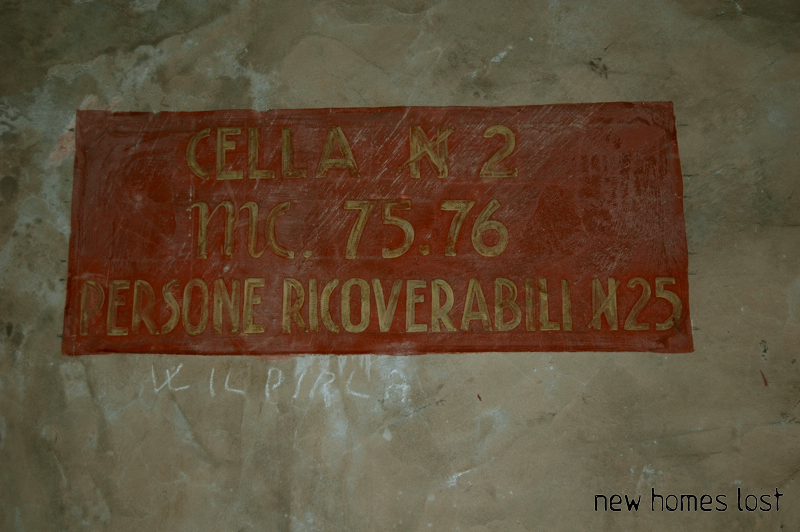 CELLA N 2
MC. 75.76
PERSONE RICOVERABILI N 25
new homes lost